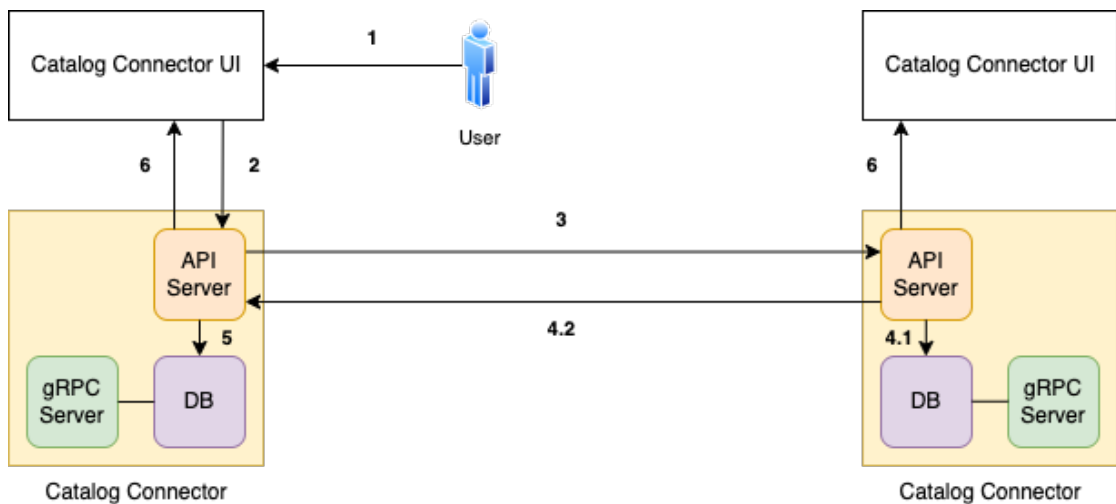 Catalog Connector UI
1
User
Catalog Connector UI
6
2
6
3
API
Server
API
Server
4.2
5
4.1
gRPC
Server
DB
DB
gRPC
Server
Catalog Connector
Catalog Connector